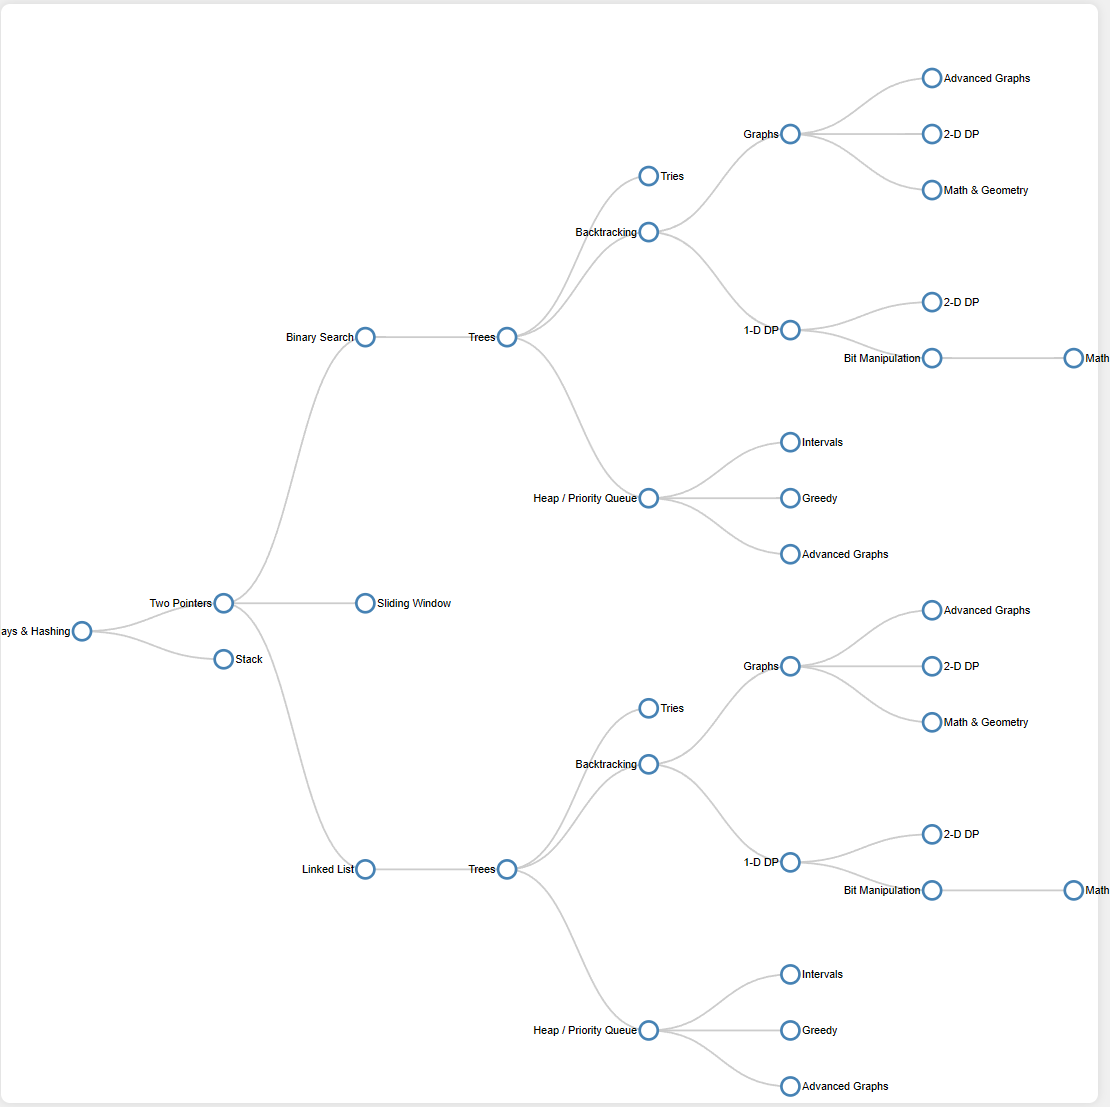 Advanced Graphs
Graphs
2-D DP
Tries
Math & Geometry
Backtracking
2-D DP
1-D DP
Binary Search
Trees
Bit Manipulation
Math
Intervals
Heap / Priority Queue
Greedy
Advanced Graphs
Two Pointers
Sliding Window
Advanced Graphs
ays & Hashing
Stack
Graphs
2-D DP
Tries
Math & Geometry
Backtracking
2-D DP
1-D DP
Linked List
Trees
Bit Manipulation
Math
Intervals
Heap / Priority Queue
Greedy
Advanced Graphs